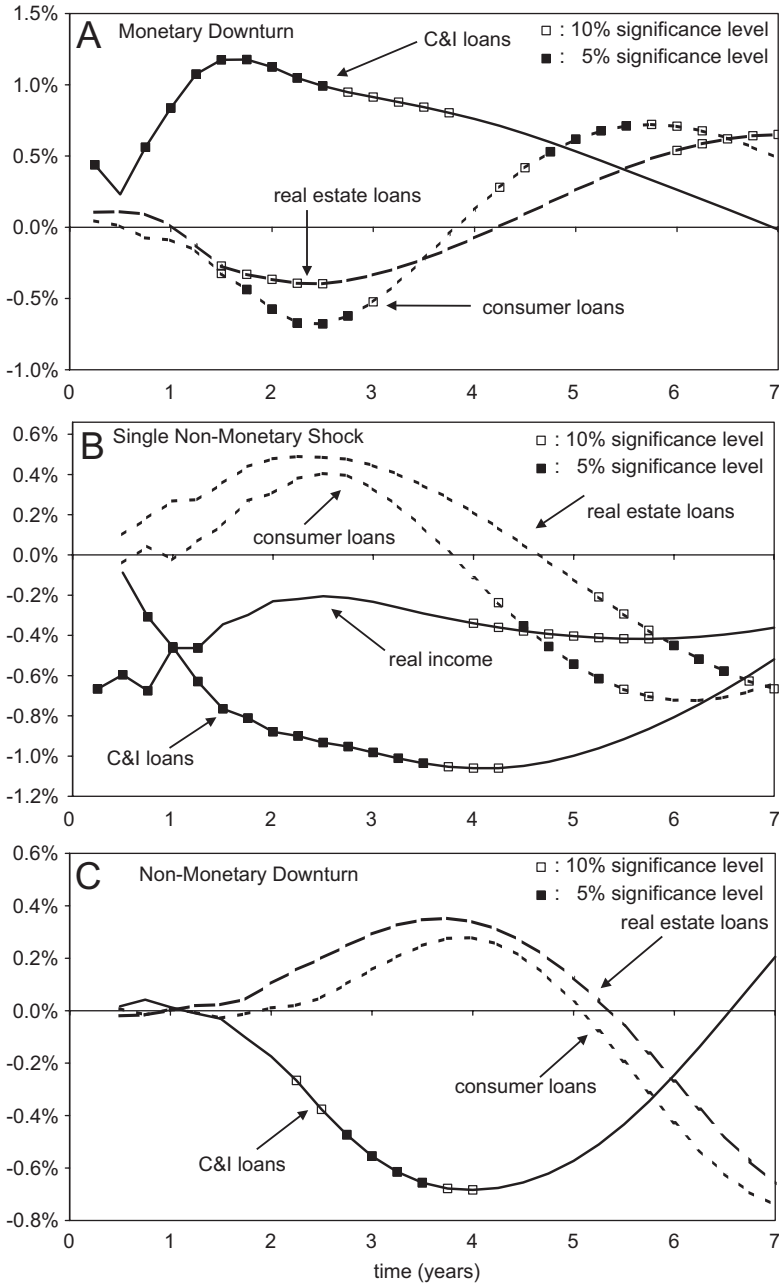 A Monetary Downturn
C&I loans
□ : 10% significance level
■ : 5% significance level
real estate loans
consumer loans
1.5%
1.0%
0.5%
0.0%
-0.5%
-1.0%
0 1 2 3 4 5 6 7
B Single Non-Monetary Shock
□ : 10% significance level
■ : 5% significance level
real estate loans
consumer loans
real income
C&I loans
0.6%
0.4%
0.2%
0.0%
-0.2%
-0.4%
-0.6%
-0.8%
-1.0%
-1.2%
0 1 2 3 4 5 6 7
C Non-Monetary Downturn
□ : 10% significance level
■ : 5% significance level
real estate loans
consumer loans
C&I loans
0.6%
0.4%
0.2%
0.0%
-0.2%
-0.4%
-0.6%
-0.8%
0 1 2 3 4 5 6 7
time (years)